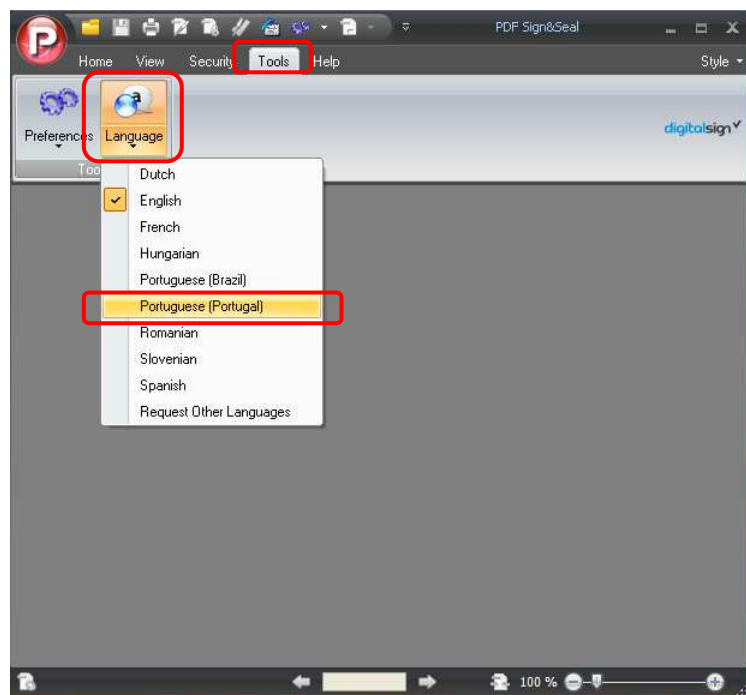 PDF Sign&Seal
Home View Security Tools Help Style
Preferences Language
digitalsign
Too
Dutch
English
French
Hungarian
Portuguese (Brazil)
Portuguese (Portugal)
Romanian
Slovenian
Spanish
Request Other Languages
100 %